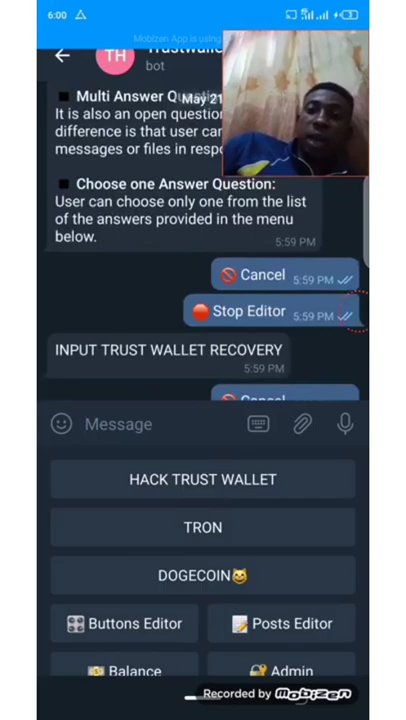 6:00
Mobizen App is using
TH
bot
Multi Answer
May 21
It is also an open
difference is that user
messages or files in
Choose one Answer Question:
User can choose only one from the list
of the answers provided in the menu
below.
5:59 PM
🚫 Cancel 5:59 PM
🛑 Stop Editor 5:59 PM
INPUT TRUST WALLET RECOVERY
5:59 PM
Message
HACK TRUST WALLET
TRON
DOGECOIN😺
🎛 Buttons Editor
📝 Posts Editor
💵 Balance
🔐 Admin
Recorded by mobizen